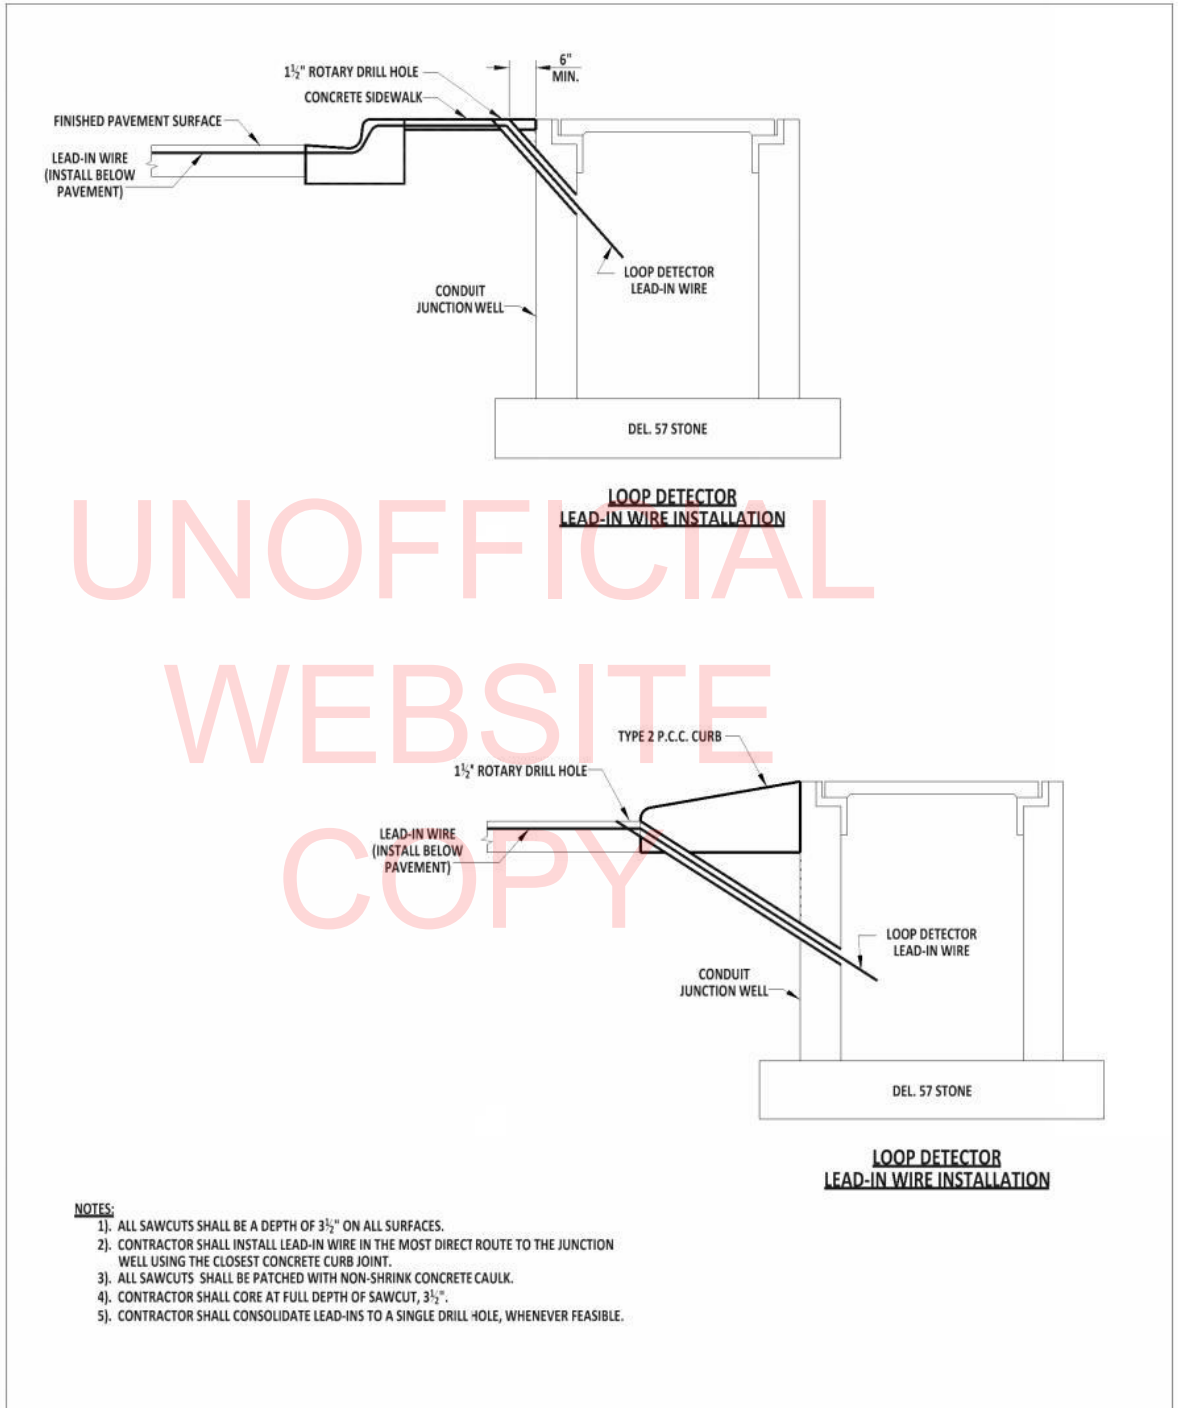 6"
MIN.
1½" ROTARY DRILL HOLE
CONCRETE SIDEWALK
FINISHED PAVEMENT SURFACE
LEAD-IN WIRE
(INSTALL BELOW
PAVEMENT)
LOOP DETECTOR
LEAD-IN WIRE
CONDUIT
JUNCTION WELL
DEL. 57 STONE
LOOP DETECTOR
LEAD-IN WIRE INSTALLATION
UNOFFICIAL
WEBSITE
COPY
TYPE 2 P.C.C. CURB
1½" ROTARY DRILL HOLE
LEAD-IN WIRE
(INSTALL BELOW
PAVEMENT)
LOOP DETECTOR
LEAD-IN WIRE
CONDUIT
JUNCTION WELL
DEL. 57 STONE
LOOP DETECTOR
LEAD-IN WIRE INSTALLATION
NOTES:
1). ALL SAWCUTS SHALL BE A DEPTH OF 3½" ON ALL SURFACES.
2). CONTRACTOR SHALL INSTALL LEAD-IN WIRE IN THE MOST DIRECT ROUTE TO THE JUNCTION
WELL USING THE CLOSEST CONCRETE CURB JOINT.
3). ALL SAWCUTS SHALL BE PATCHED WITH NON-SHRINK CONCRETE CAULK.
4). CONTRACTOR SHALL CORE AT FULL DEPTH OF SAWCUT, 3½".
5). CONTRACTOR SHALL CONSOLIDATE LEAD-INS TO A SINGLE DRILL HOLE, WHENEVER FEASIBLE.